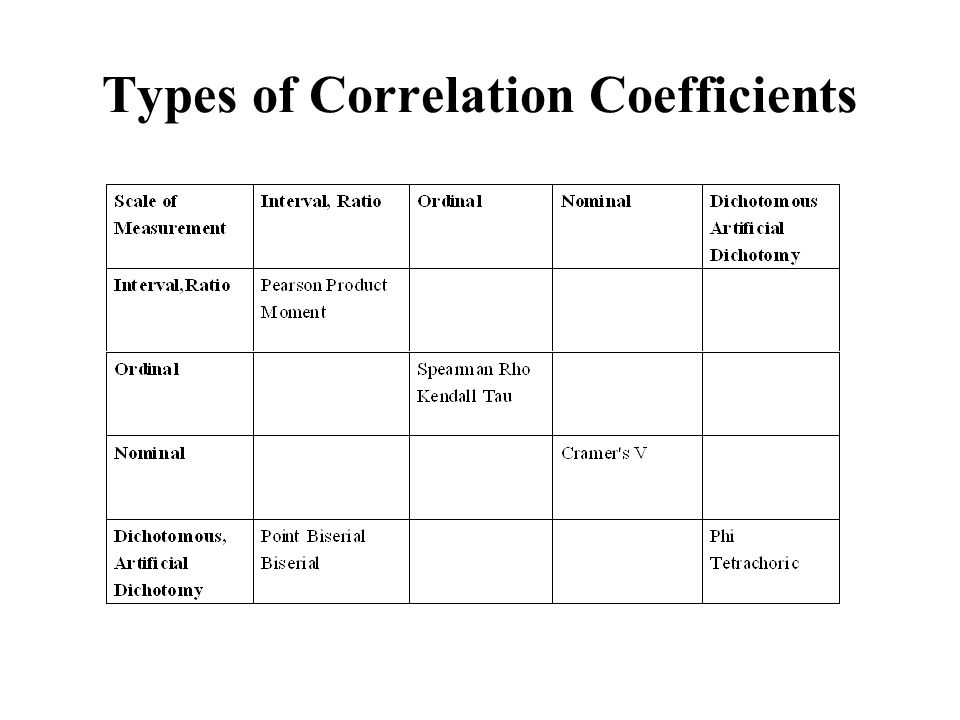 Types of Correlation Coefficients
Scale of
Measurement
Interval, Ratio
Ordinal
Nominal
Dichotomous
Artificial
Dichotomy
Interval,Ratio
Pearson Product
Moment
Ordinal
Spearman Rho
Kendall Tau
Nominal
Cramer's V
Dichotomous,
Artificial
Dichotomy
Point Biserial
Biserial
Phi
Tetrachoric